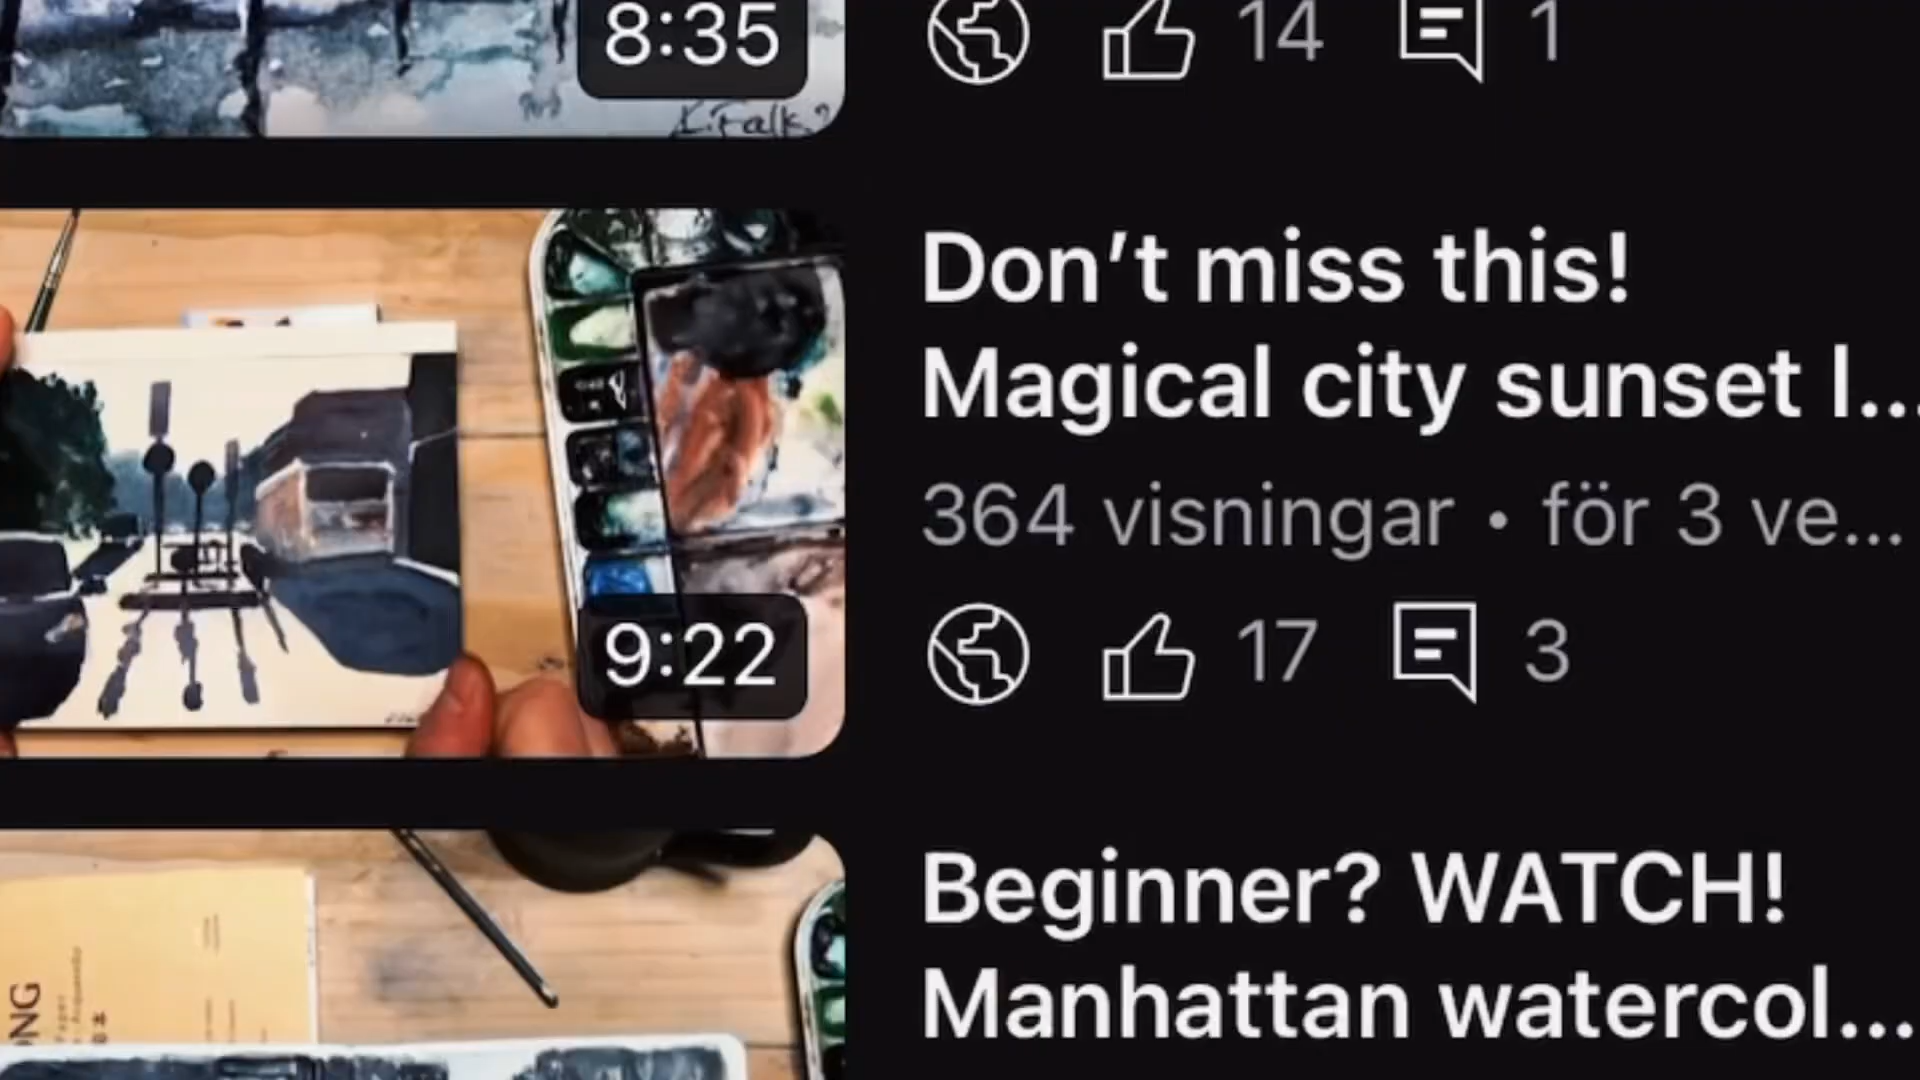 8:35
14
1
K.Falk
Don't miss this!
Magical city sunset l...
364 visningar • för 3 ve...
17
3
9:22
Beginner? WATCH!
Manhattan watercol...